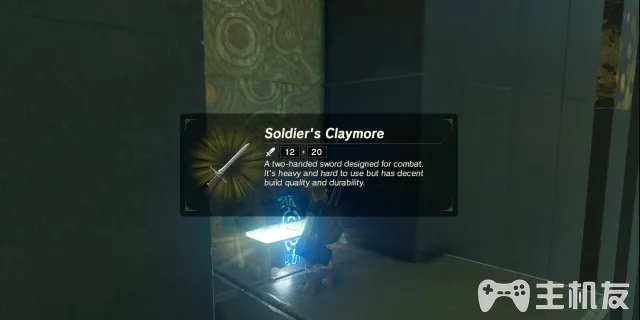 Soldier's Claymore
12 20
A two-handed sword designed for combat.
It's heavy and hard to use but has decent
build quality and durability.
主机友